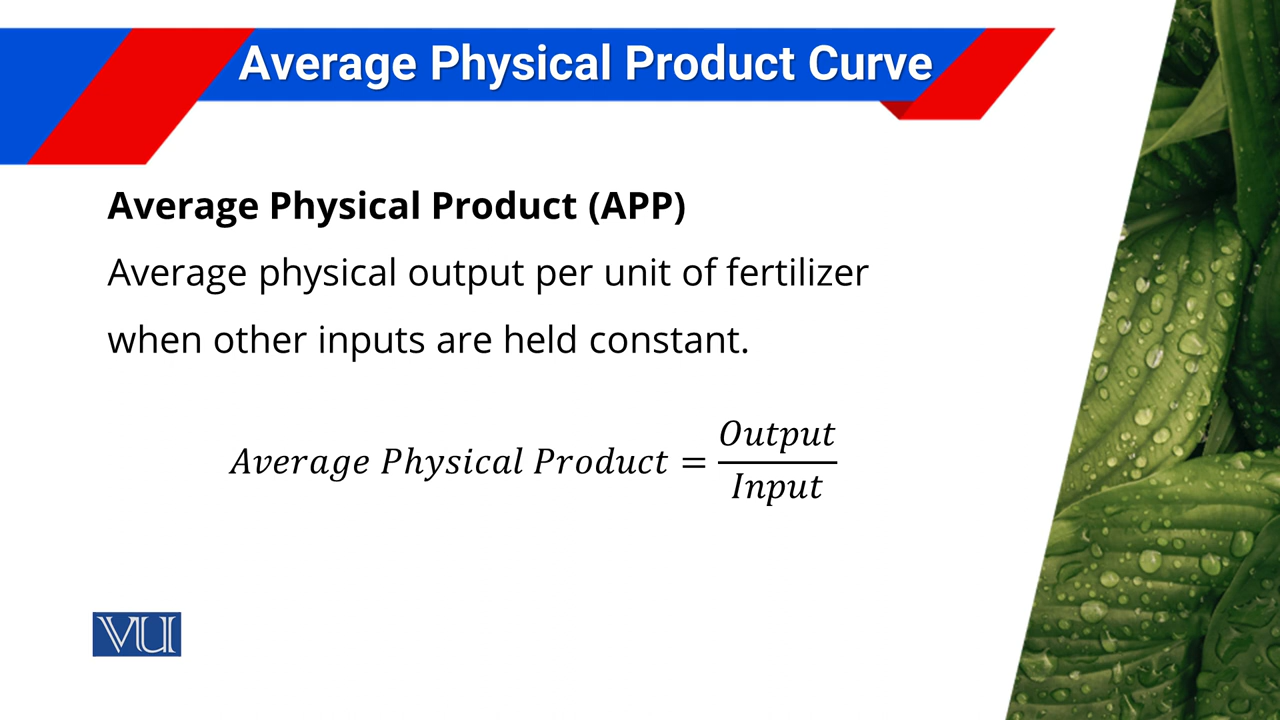 Average Physical Product Curve
Average Physical Product (APP)
Average physical output per unit of fertilizer
when other inputs are held constant.
Average Physical Product = Output / Input
VU